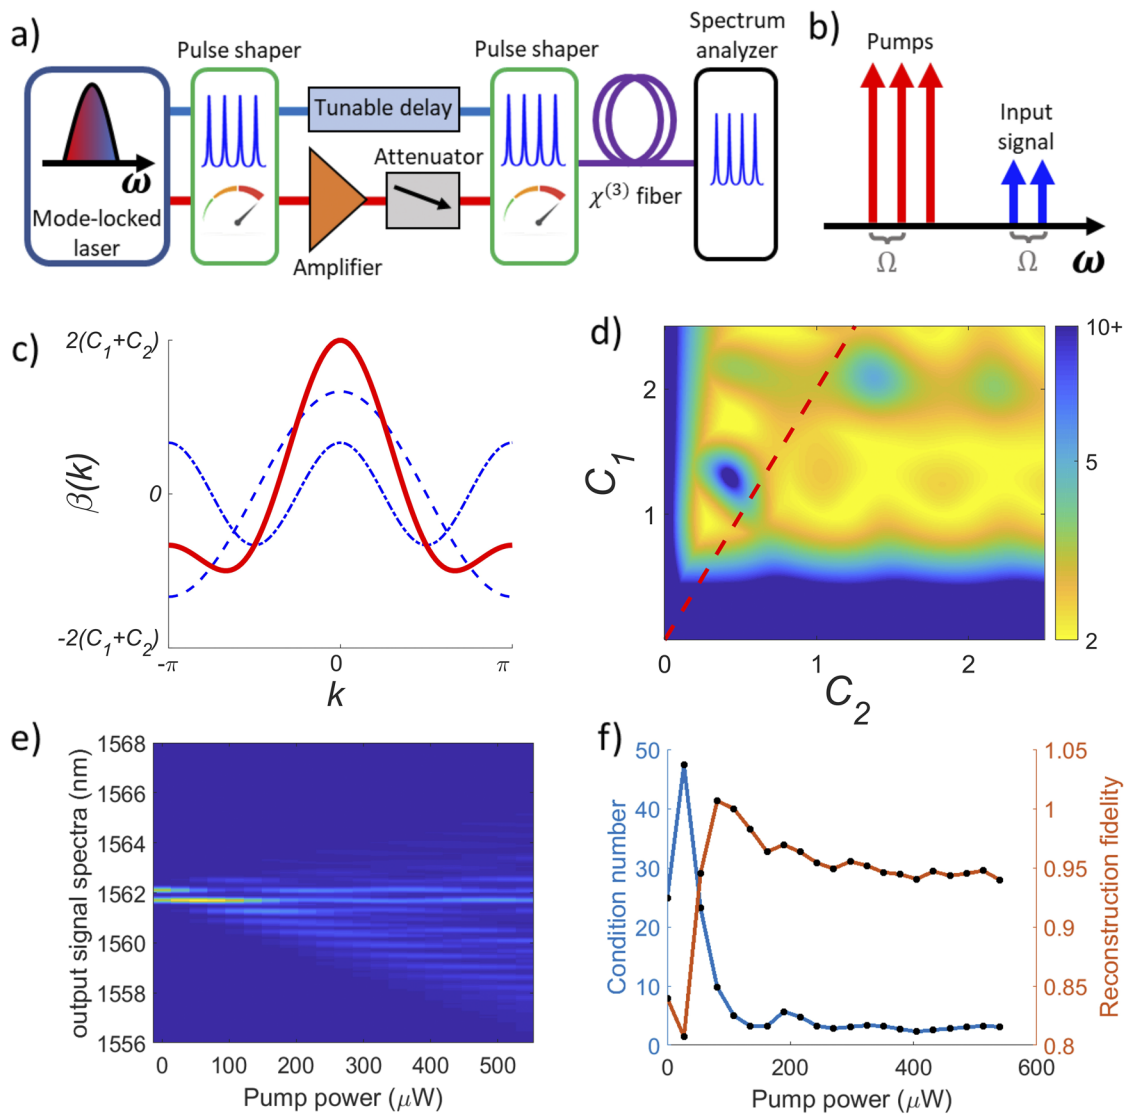 a)
Pulse shaper
Pulse shaper
Spectrum
analyzer
Tunable delay
Attenuator
ω
Mode-locked
laser
Amplifier
χ(3) fiber
b)
Pumps
Input
signal
Ω
Ω
ω
c)
2(C1+C2)
β(k)
0
-2(C1+C2)
-π
0
π
k
d)
C1
2
1
0
1
2
C2
10+
5
2
e)
output signal spectra (nm)
1568
1566
1564
1562
1560
1558
1556
0
100
200
300
400
500
Pump power (μW)
f)
Condition number
50
40
30
20
10
0
0
200
400
600
Pump power (μW)
1.05
1
0.95
0.9
0.85
0.8
Reconstruction fidelity